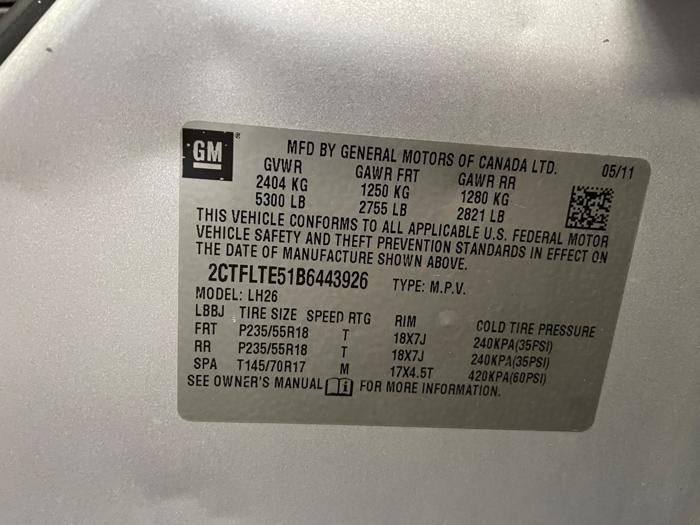 GM ®
MFD BY GENERAL MOTORS OF CANADA LTD. 05/11
GVWR GAWR FRT GAWR RR
2404 KG 1250 KG 1280 KG
5300 LB 2755 LB 2821 LB
THIS VEHICLE CONFORMS TO ALL APPLICABLE U.S. FEDERAL MOTOR
VEHICLE SAFETY AND THEFT PREVENTION STANDARDS IN EFFECT ON
THE DATE OF MANUFACTURE SHOWN ABOVE.
2CTFLTE51B6443926 TYPE: M.P.V.
MODEL: LH26
LBBJ TIRE SIZE SPEED RTG RIM COLD TIRE PRESSURE
FRT P235/55R18 T 18X7J 240KPA(35PSI)
RR P235/55R18 T 18X7J 240KPA(35PSI)
SPA T145/70R17 M 17X4.5T 420KPA(60PSI)
SEE OWNER'S MANUAL FOR MORE INFORMATION.